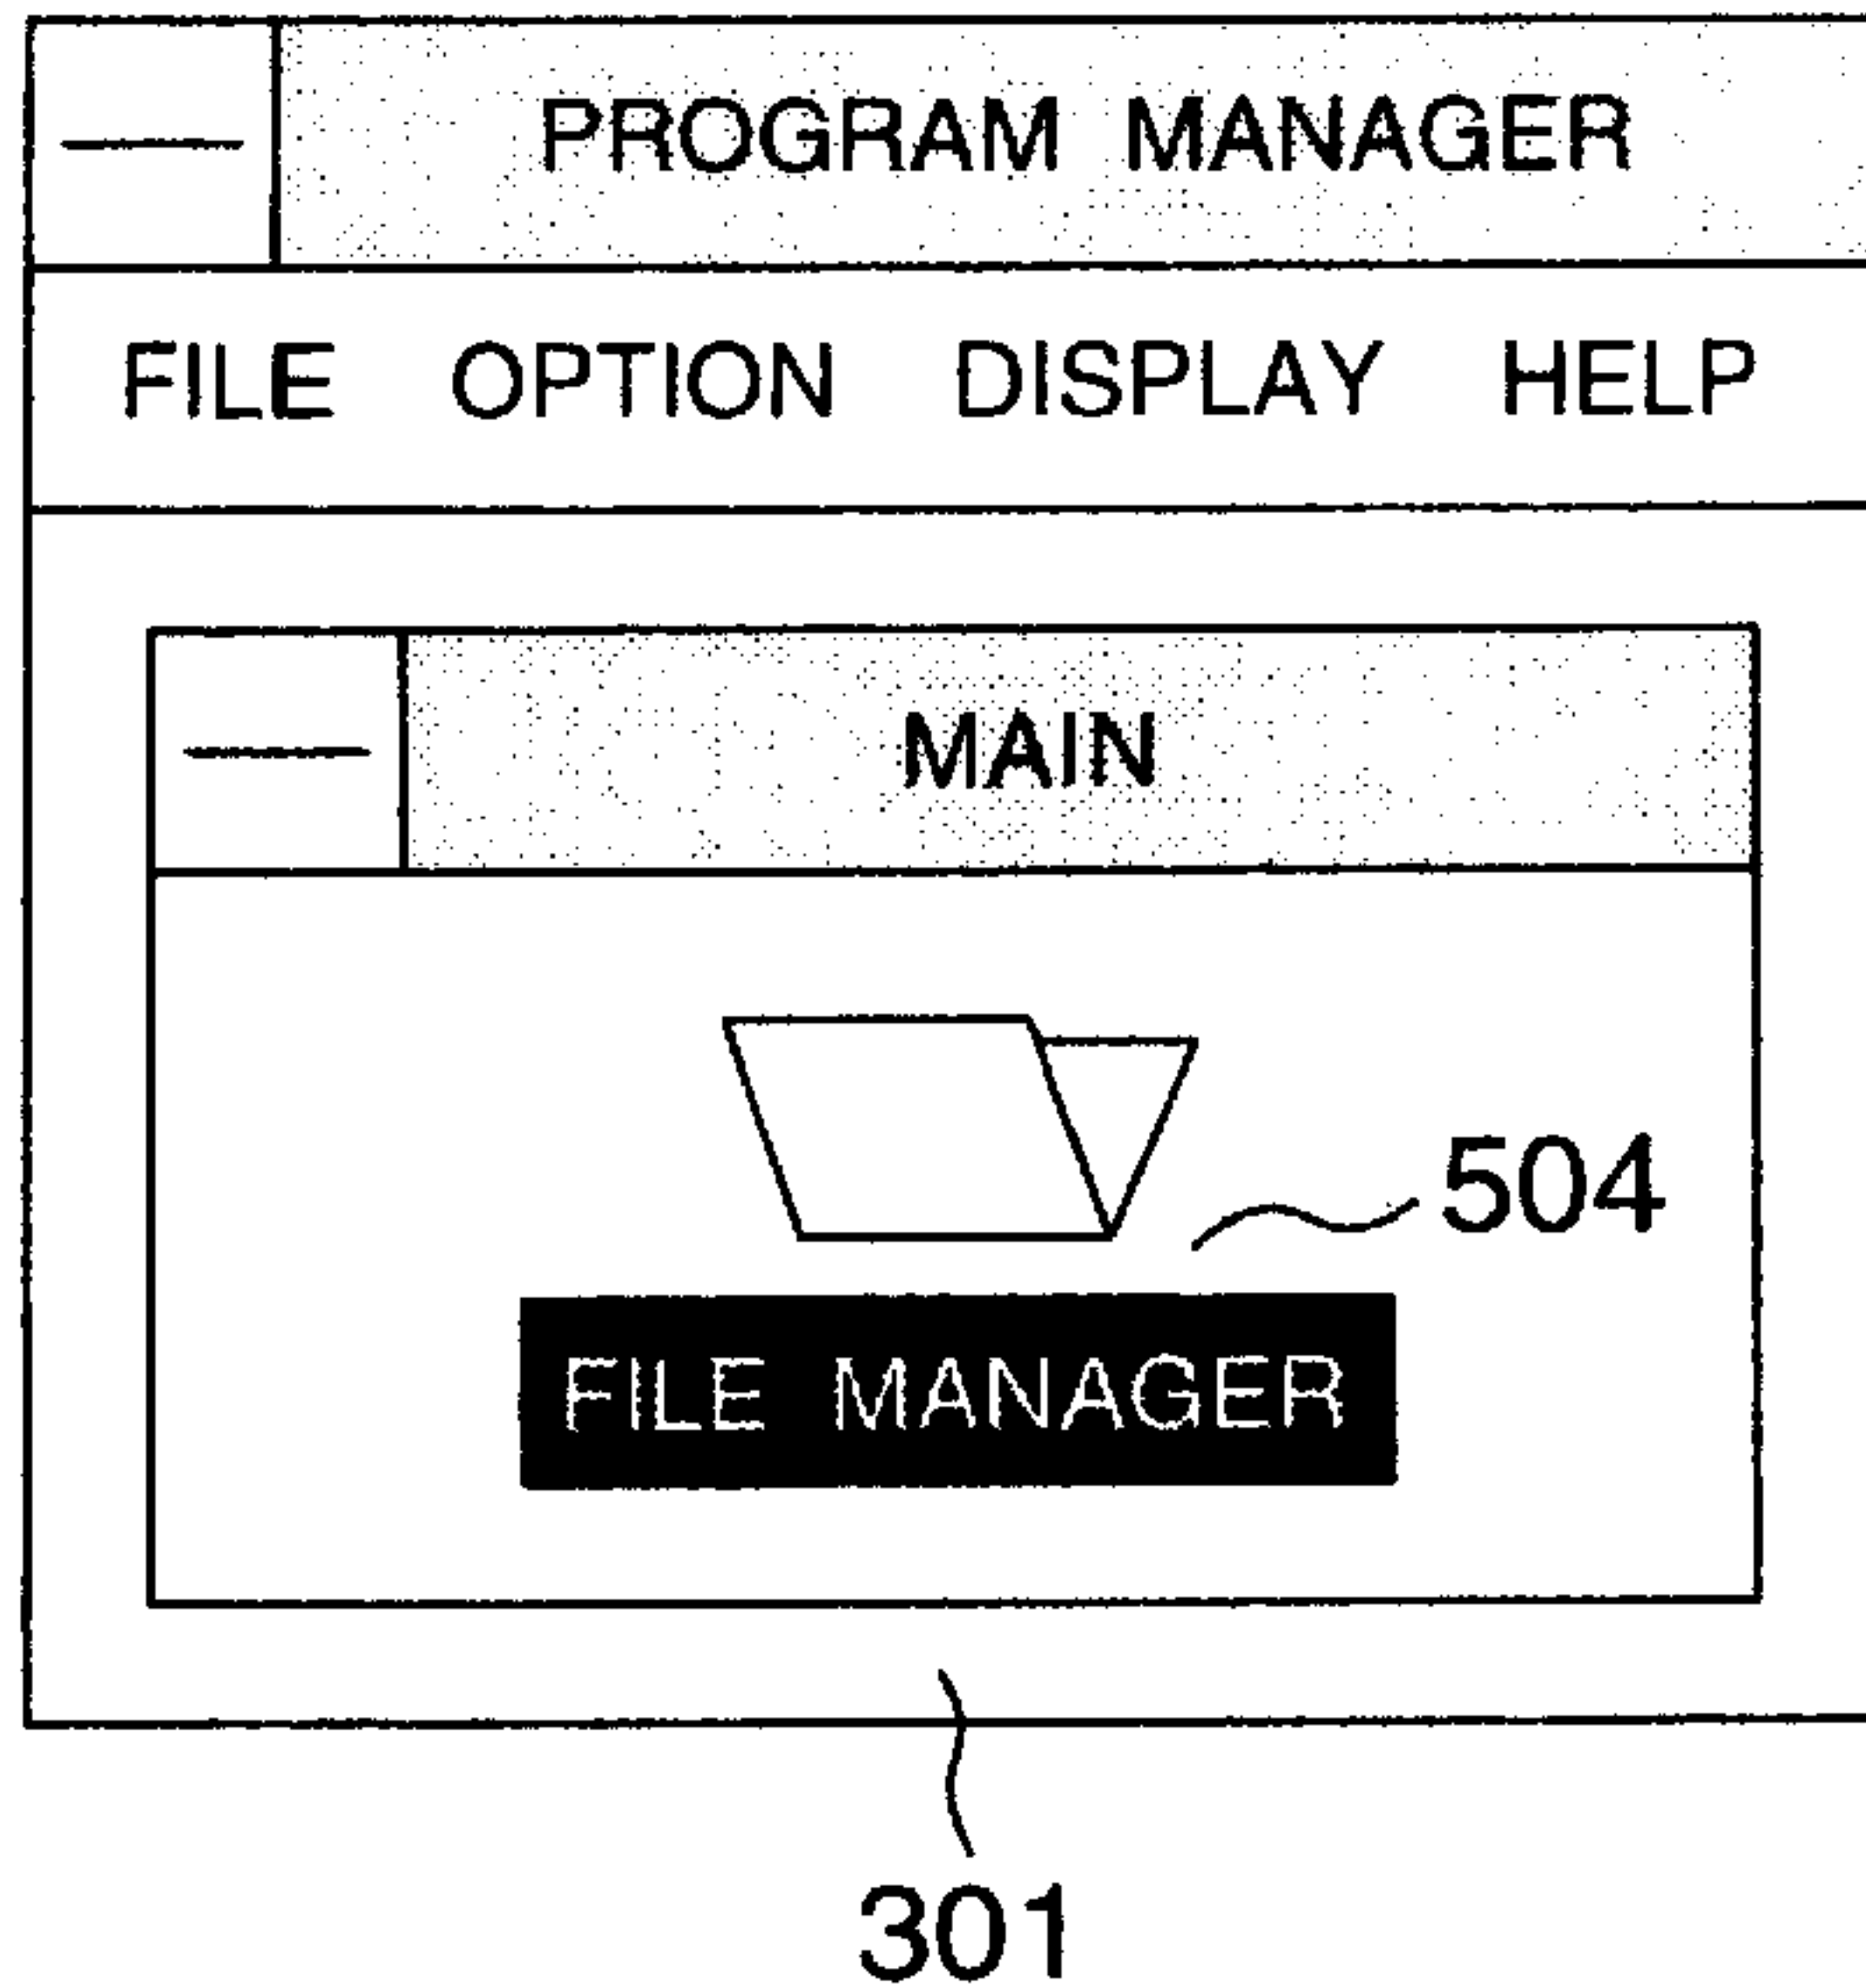 PROGRAM MANAGER
FILE OPTION DISPLAY HELP
MAIN
504
FILE MANAGER
301